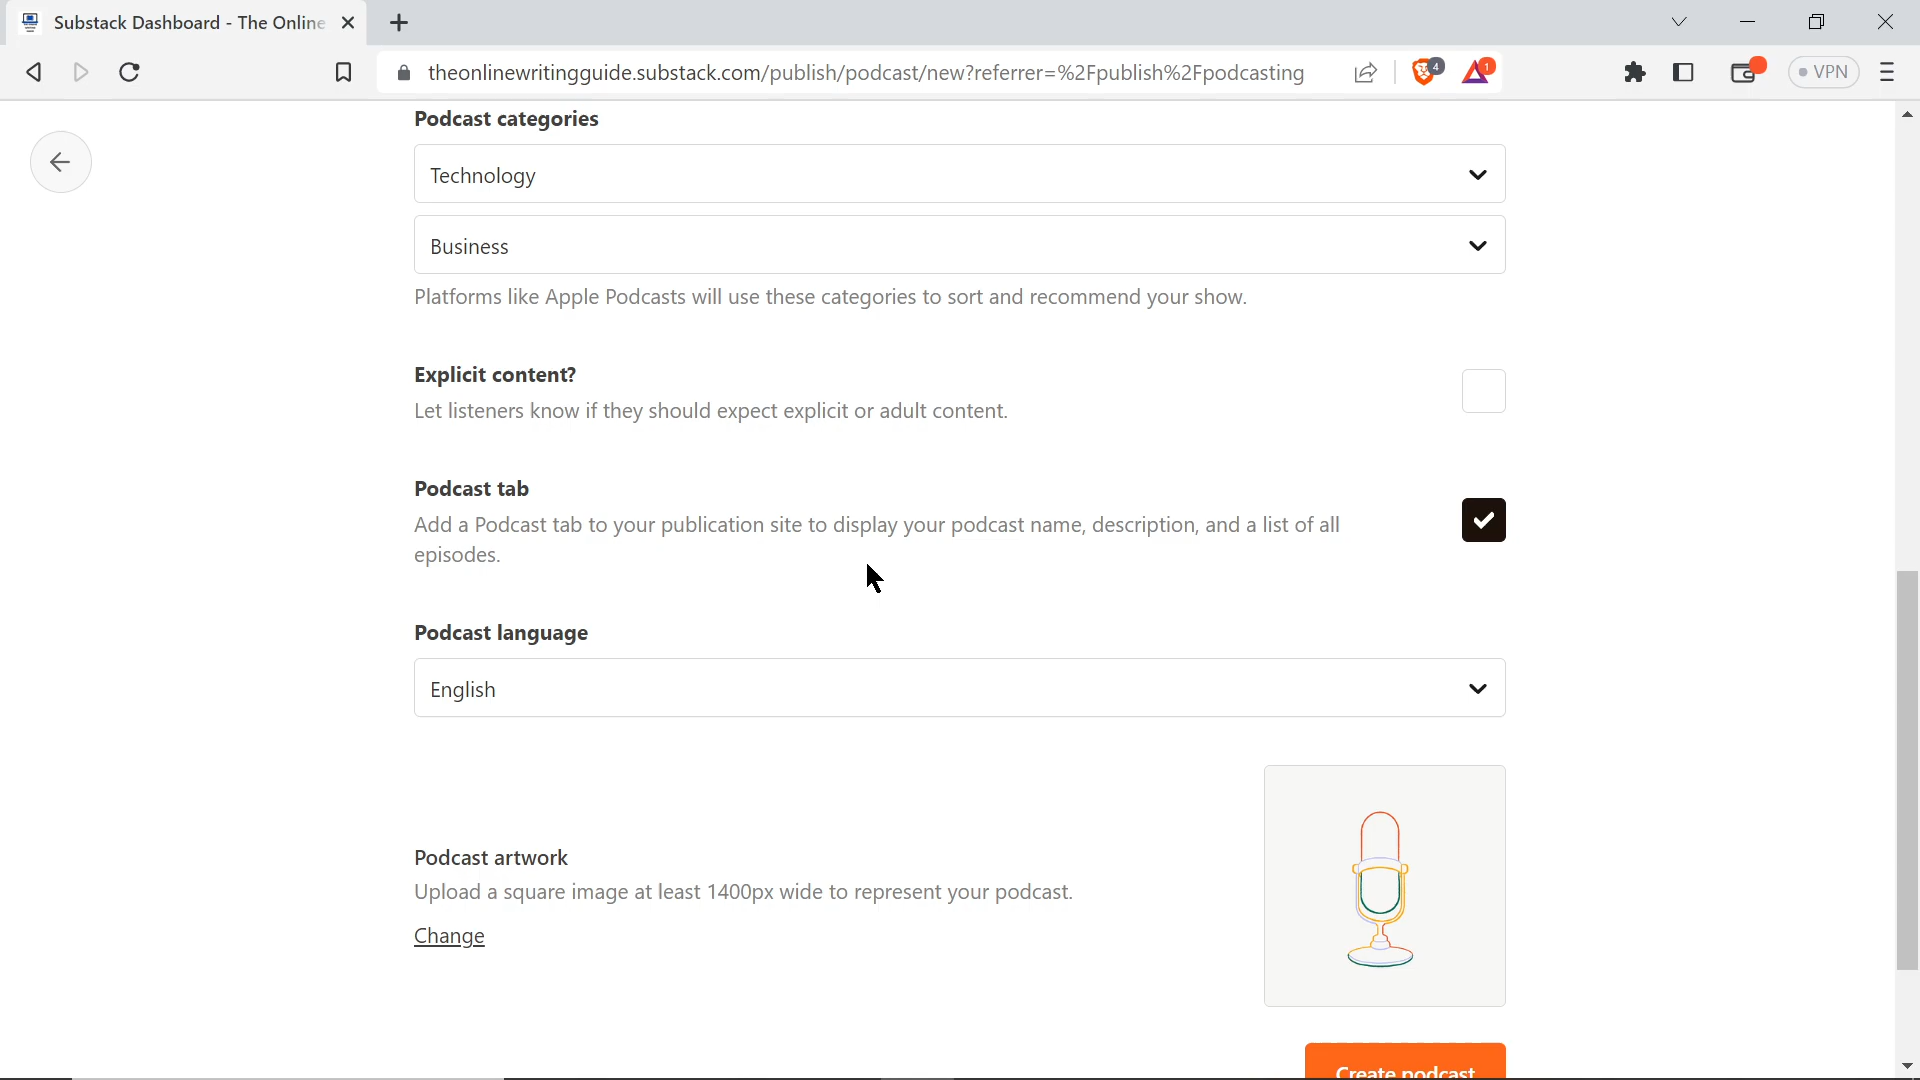 Substack Dashboard - The Online
theonlinewritingguide.substack.com/publish/podcast/new?referrer=%2Fpublish%2Fpodcasting
4
1
VPN
Podcast categories
Technology
Business
Platforms like Apple Podcasts will use these categories to sort and recommend your show.
Explicit content?
Let listeners know if they should expect explicit or adult content.
Podcast tab
Add a Podcast tab to your publication site to display your podcast name, description, and a list of all
episodes.
Podcast language
English
Podcast artwork
Upload a square image at least 1400px wide to represent your podcast.
Change
Create podcast